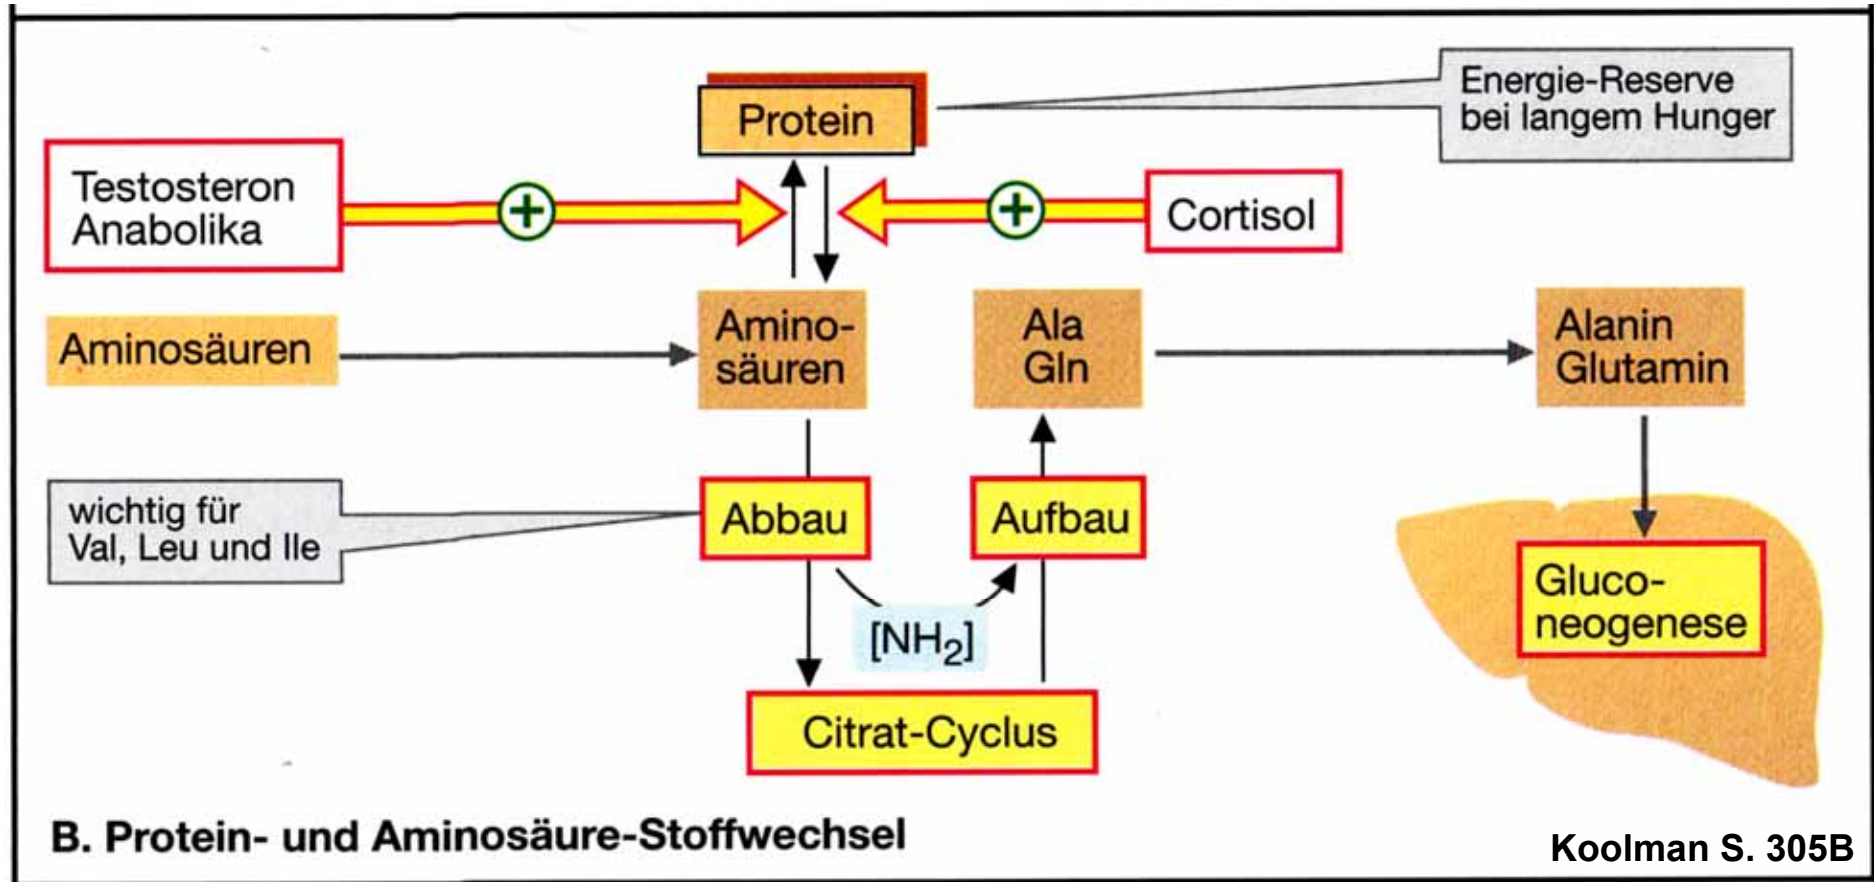 Protein
Energie-Reserve
bei langem Hunger
Testosteron
Anabolika
+
+
Cortisol
Aminosäuren
Amino-
säuren
Ala
Gln
Alanin
Glutamin
wichtig für
Val, Leu und Ile
Abbau
Aufbau
[NH2]
Gluco-
neogenese
Citrat-Cyclus
B. Protein- und Aminosäure-Stoffwechsel
Koolman S. 305B